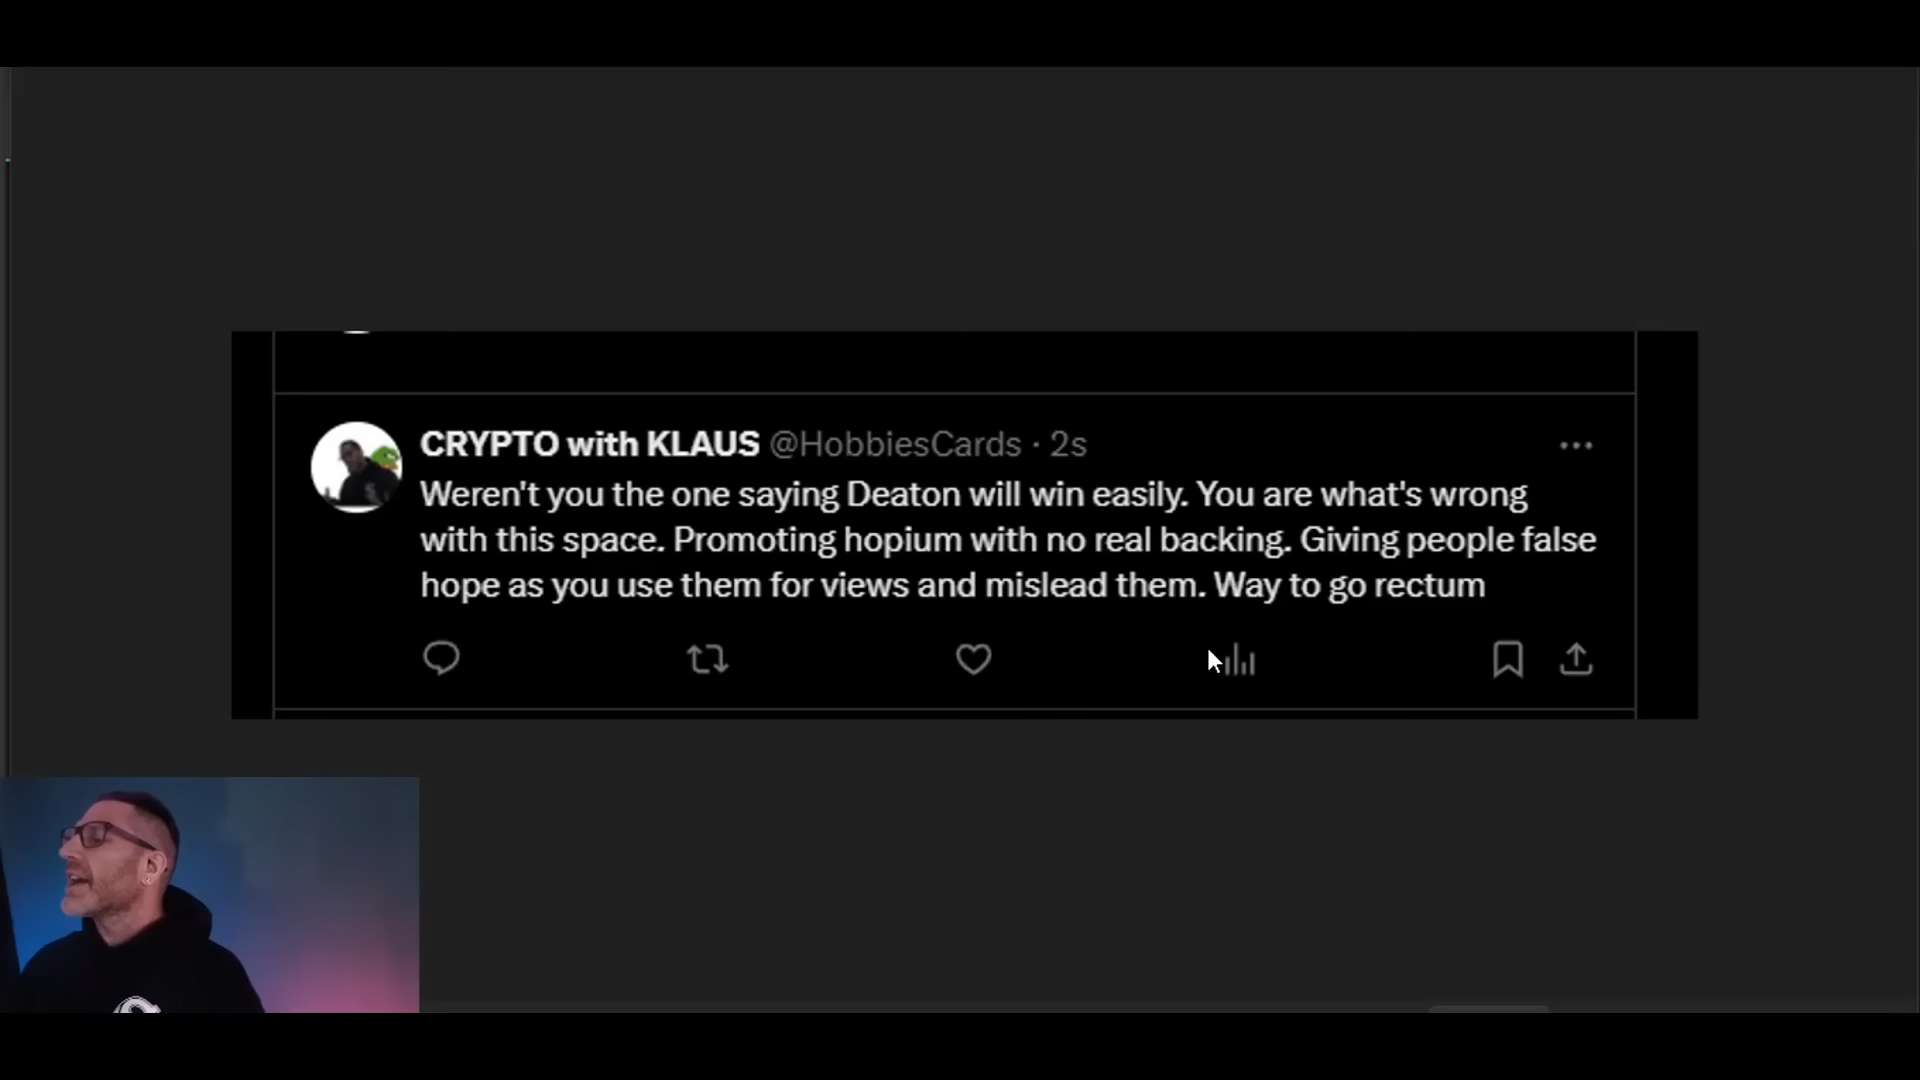 CRYPTO with KLAUS @HobbiesCards · 2s
Weren't you the one saying Deaton will win easily. You are what's wrong
with this space. Promoting hopium with no real backing. Giving people false
hope as you use them for views and mislead them. Way to go rectum